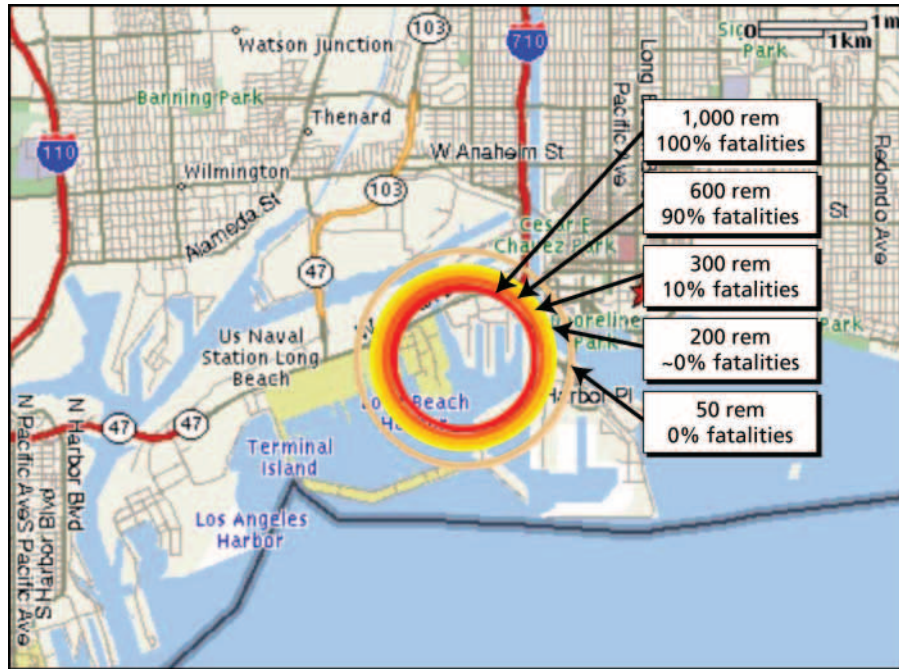 103
710
Watson Junction
0
1m
1km
Park
Banning Park
Thenard
110
W Anaheim St
Pacific Ave
Wilmington
103
Alameda St
Redondo Ave
St
1,000 rem
100% fatalities
600 rem
90% fatalities
300 rem
10% fatalities
200 rem
~0% fatalities
50 rem
0% fatalities
Cesar E
Chavez Park
47
Us Naval
Station Long
Beach
Park
Park
Harbor Pl
Beach
Terminal
Island
Los Angeles
Harbor
47
47
N Harbor Blvd
N Pacific Ave
S Pacific Ave
S Harbor Blvd